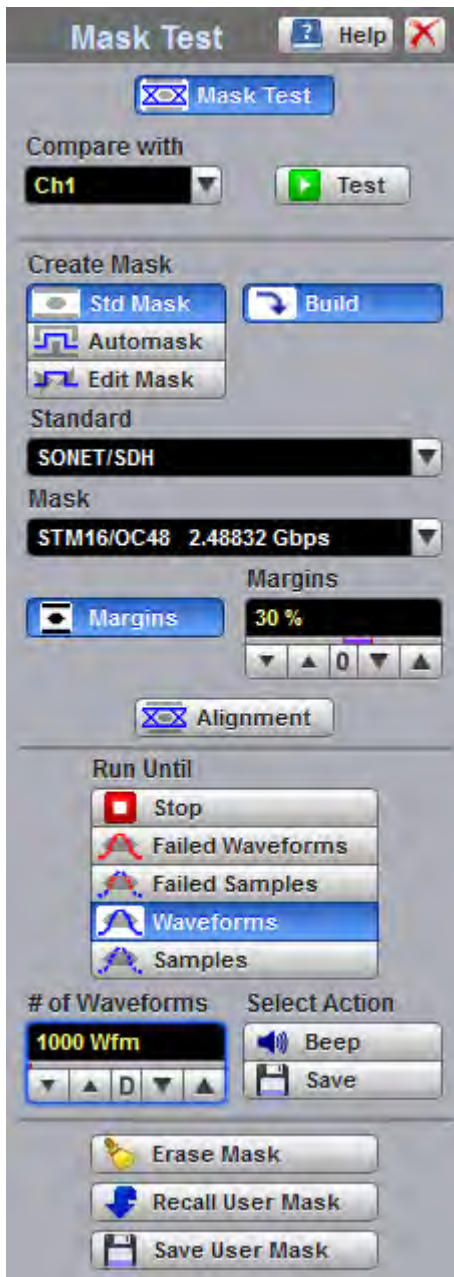 Mask Test ? Help
Mask Test
Compare with
Ch1 Test
Create Mask
Std Mask Build
Automask
Edit Mask
Standard
SONET/SDH
Mask
STM16/OC48 2.48832 Gbps
Margins
Margins 30 %
0
Alignment
Run Until
Stop
Failed Waveforms
Failed Samples
Waveforms
Samples
# of Waveforms Select Action
1000 Wfm Beep
D Save
Erase Mask
Recall User Mask
Save User Mask